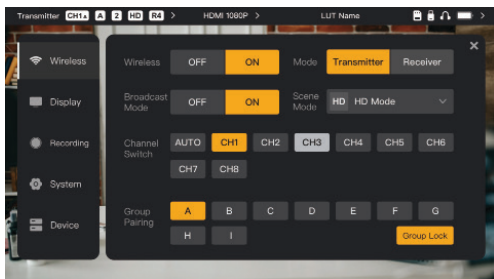 Transmitter CH1 A 2 HD R4 > HDMI 1080P > LUT Name >
Wireless Wireless OFF ON Mode Transmitter Receiver
Display Broadcast Mode OFF ON Scene Mode HD HD Mode
Recording Channel Switch AUTO CH1 CH2 CH3 CH4 CH5 CH6
CH7 CH8
System
Device Group Pairing A B C D E F G
H I Group Lock